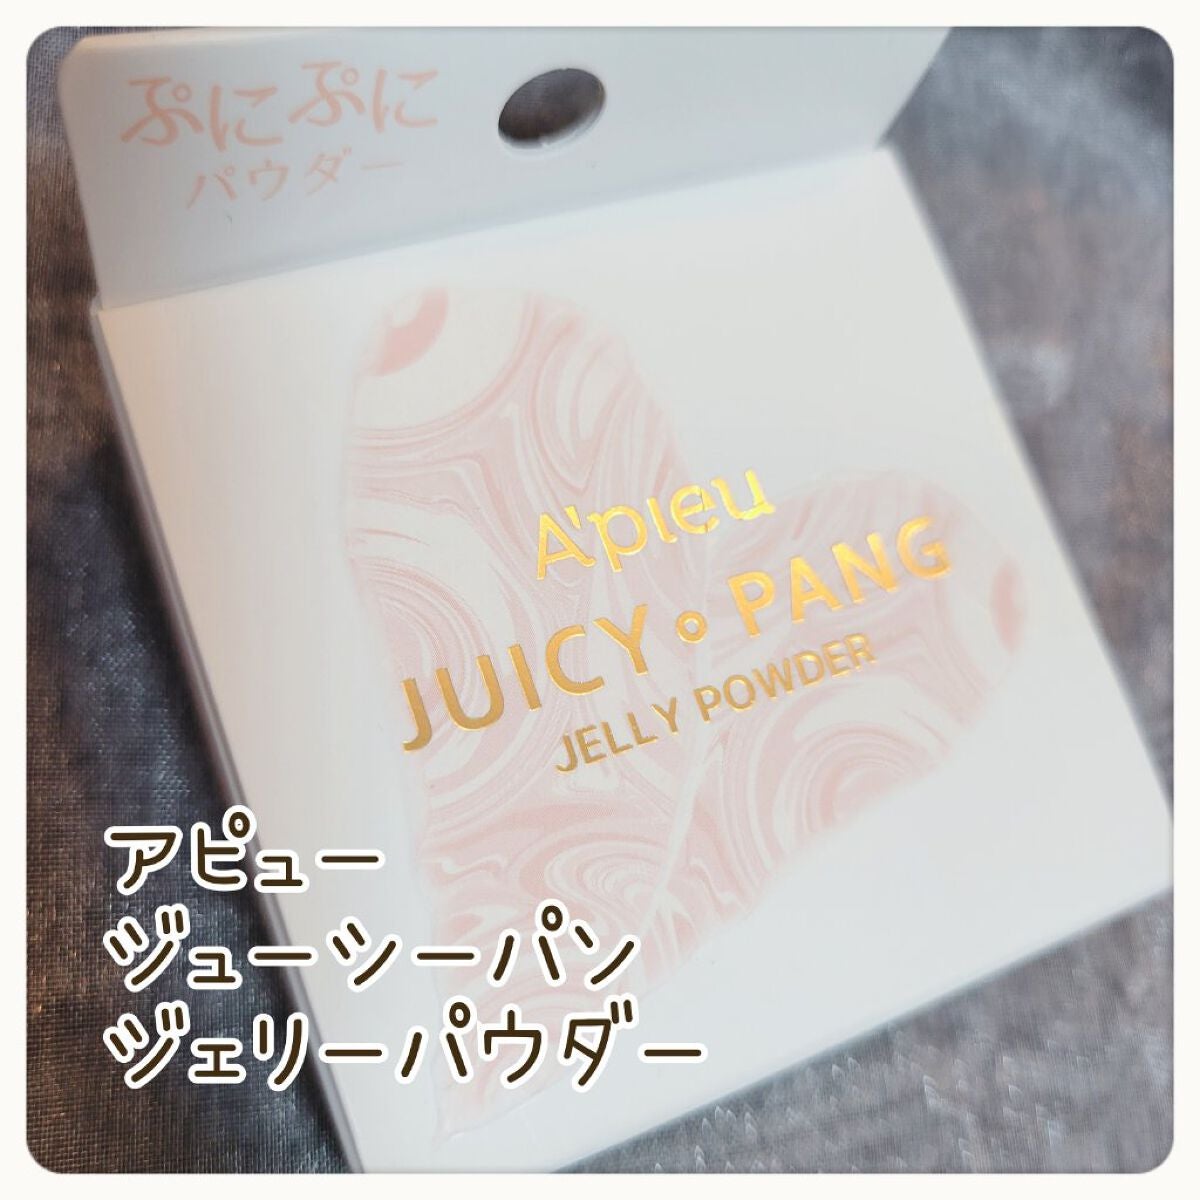 ぷにぷに
パウダー
A'pieu
JUICY∘PANG
JELLY POWDER
アピュー
ジューシーパン
ジェリーパウダー